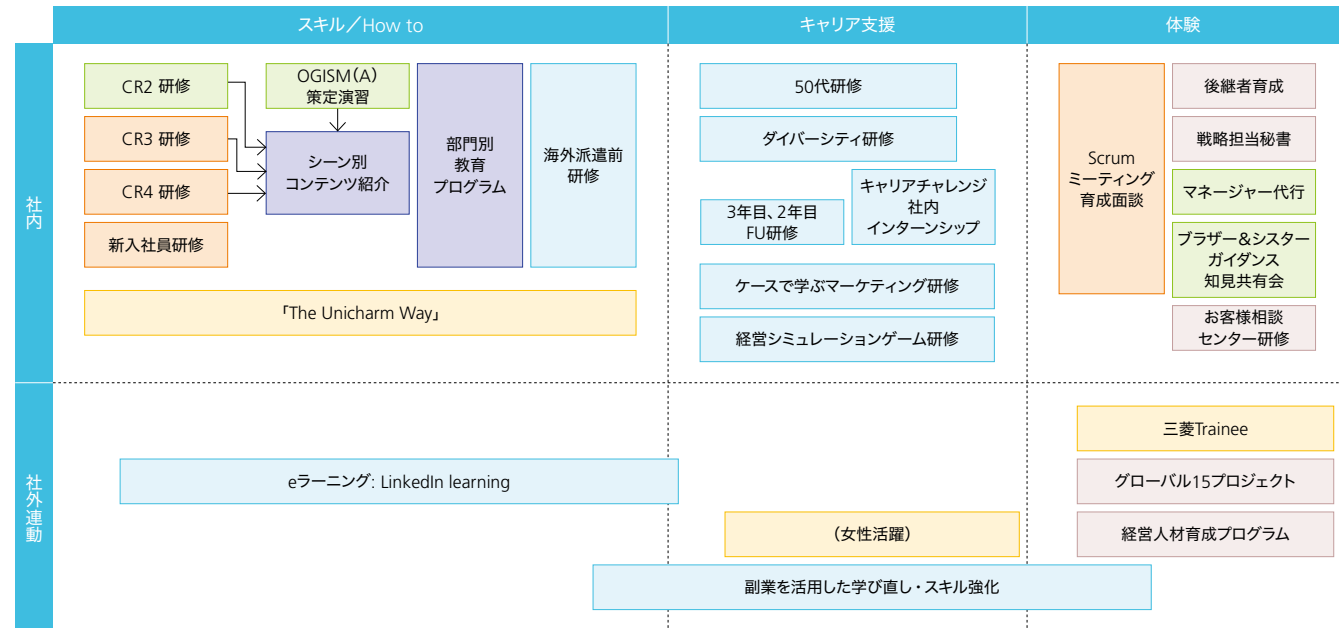 スキル／How to
キャリア支援
体験
社内
CR2 研修
CR3 研修
CR4 研修
新入社員研修
OGISM(A)
策定演習
シーン別
コンテンツ紹介
部門別
教育
プログラム
海外派遣前
研修
「The Unicharm Way」
50代研修
ダイバーシティ研修
3年目、2年目
FU研修
キャリアチャレンジ
社内
インターンシップ
ケースで学ぶマーケティング研修
経営シミュレーションゲーム研修
Scrum
ミーティング
育成面談
後継者育成
戦略担当秘書
マネージャー代行
ブラザー＆シスター
ガイダンス
知見共有会
お客様相談
センター研修
社外連動
eラーニング: LinkedIn learning
（女性活躍）
副業を活用した学び直し・スキル強化
三菱Trainee
グローバル15プロジェクト
経営人材育成プログラム